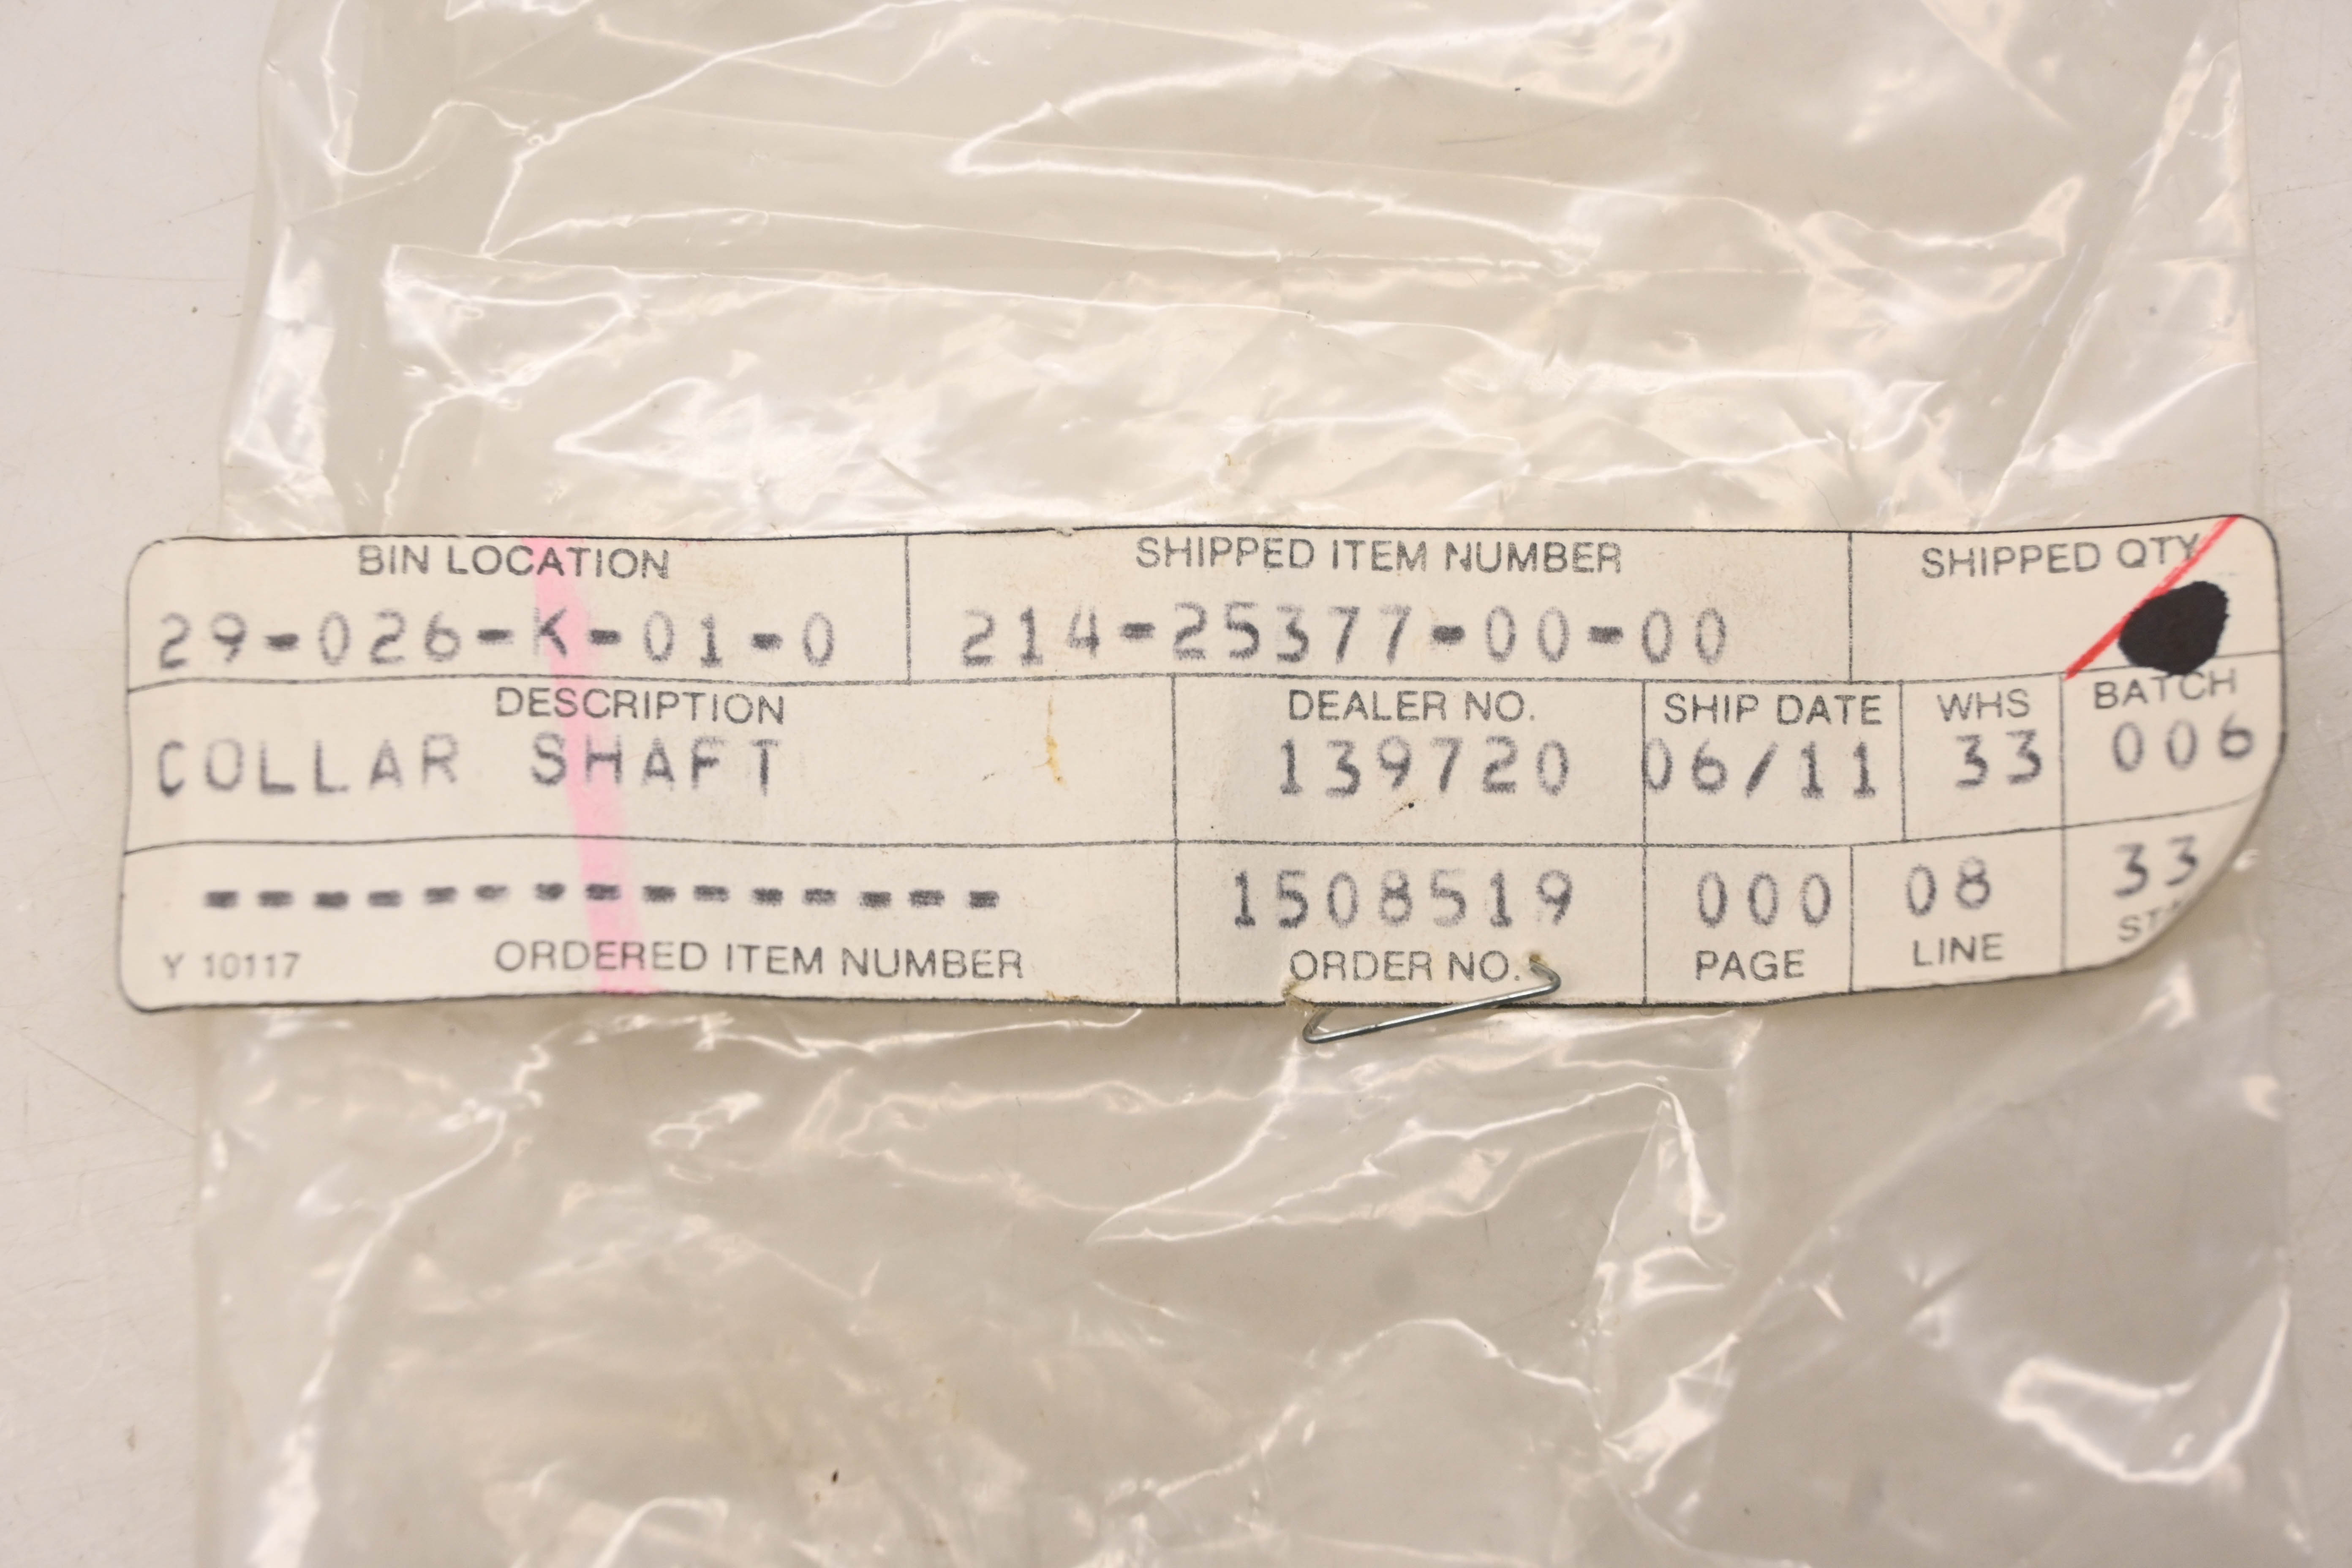 BIN LOCATION SHIPPED ITEM NUMBER SHIPPED QTY
29-026-K-01-0 214-25377-00-00
DESCRIPTION DEALER NO. SHIP DATE WHS BATCH
COLLAR SHAFT 139720 06/11 33 006
--------------- 1508519 000 08 33
Y 10117 ORDERED ITEM NUMBER ORDER NO. PAGE LINE